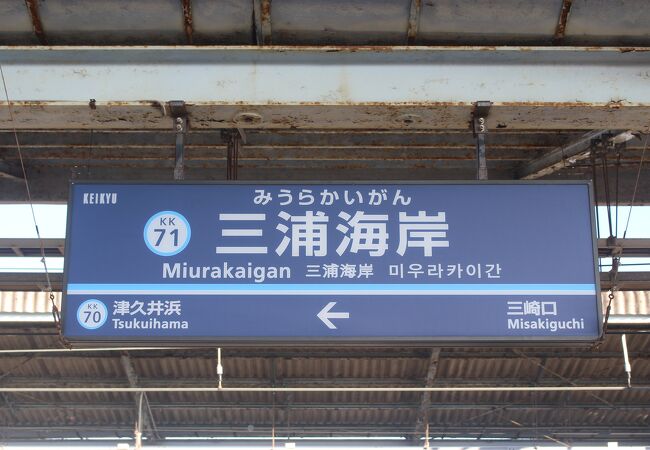 KEIKYU
みうらかいがん
KK
71
三浦海岸
Miurakaigan 三浦海岸 미우라카이간
KK
70
津久井浜
Tsukuihama
←
三崎口
Misakiguchi